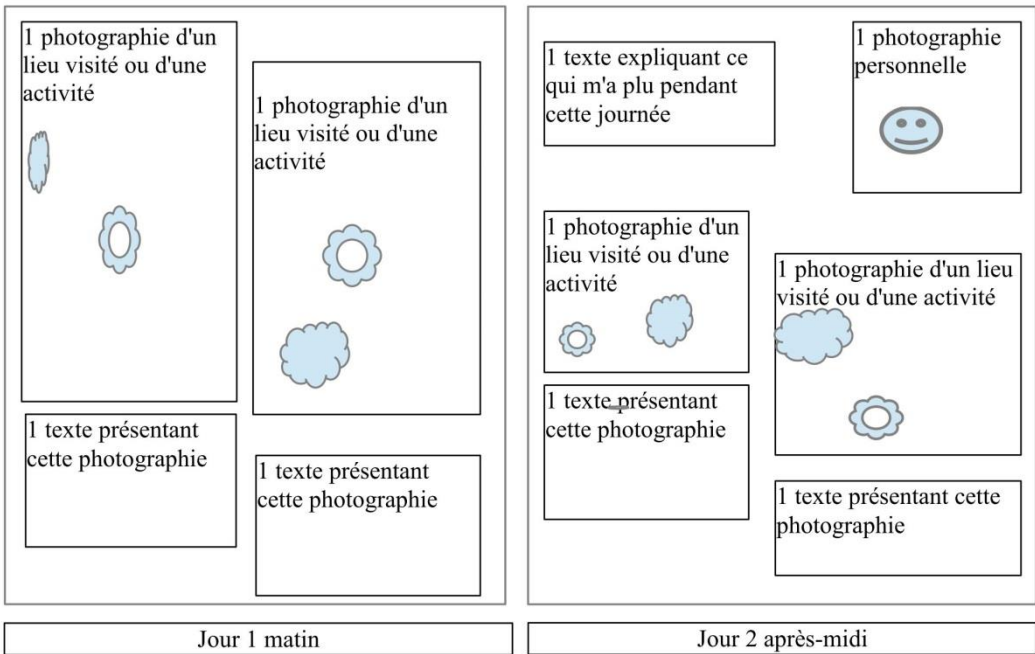 1 photographie d'un
lieu visité ou d'une
activité
1 photographie d'un
lieu visité ou d'une
activité
1 texte présentant
cette photographie
1 texte présentant
cette photographie
Jour 1 matin
1 texte expliquant ce
qui m'a plu pendant
cette journée
1 photographie
personnelle
1 photographie d'un
lieu visité ou d'une
activité
1 photographie d'un lieu
visité ou d'une activité
1 texte présentant
cette photographie
1 texte présentant cette
photographie
Jour 2 après-midi